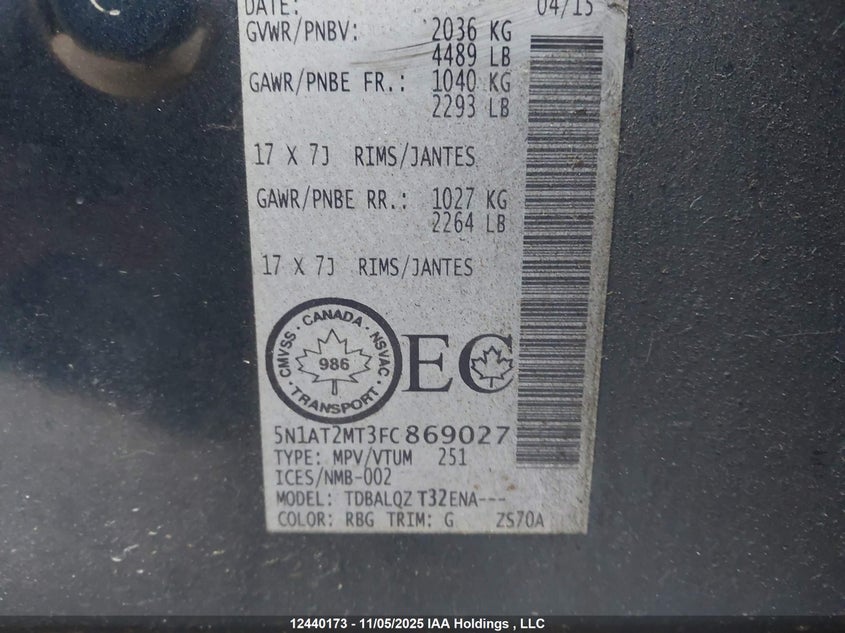 DATE: 04/15
GVWR/PNBV: 2036 KG
4489 LB
GAWR/PNBE FR.: 1040 KG
2293 LB
17 X 7J RIMS/JANTES
GAWR/PNBE RR.: 1027 KG
2264 LB
17 X 7J RIMS/JANTES
CMVSS · CANADA · NSVAC · TRANSPORT ·
986
EC
5N1AT2MT3FC869027
TYPE: MPV/VTUM 251
ICES/NMB-002
MODEL: TDBALQZ T32ENA---
COLOR: RBG TRIM: G ZS70A
12440173 - 11/05/2025 IAA Holdings , LLC